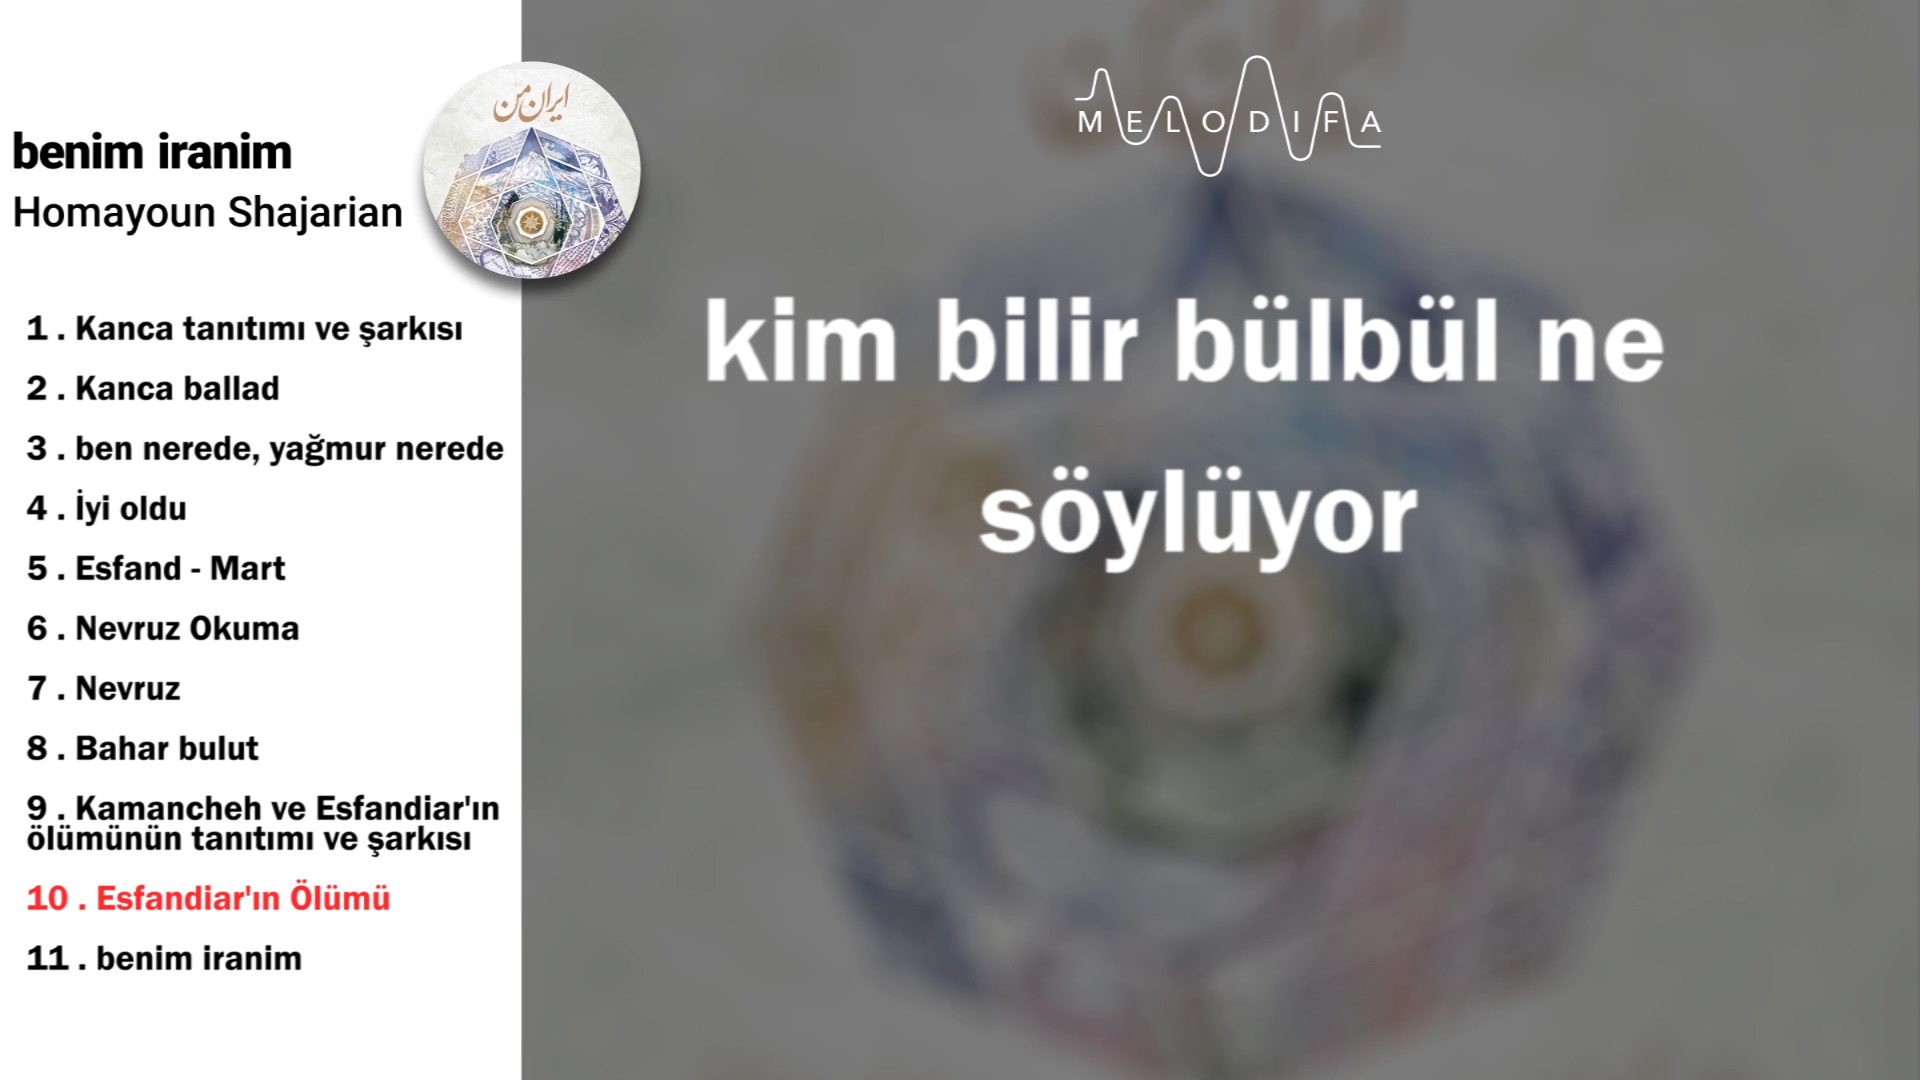 benim iranim
Homayoun Shajarian
ایران من
1 . Kanca tanıtımı ve şarkısı
2 . Kanca ballad
3 . ben nerede, yağmur nerede
4 . İyi oldu
5 . Esfand - Mart
6 . Nevruz Okuma
7 . Nevruz
8 . Bahar bulut
9 . Kamancheh ve Esfandiar'ın
ölümünün tanıtımı ve şarkısı
10 . Esfandiar'ın Ölümü
11 . benim iranim
MELODIFA
kim bilir bülbül ne
söylüyor